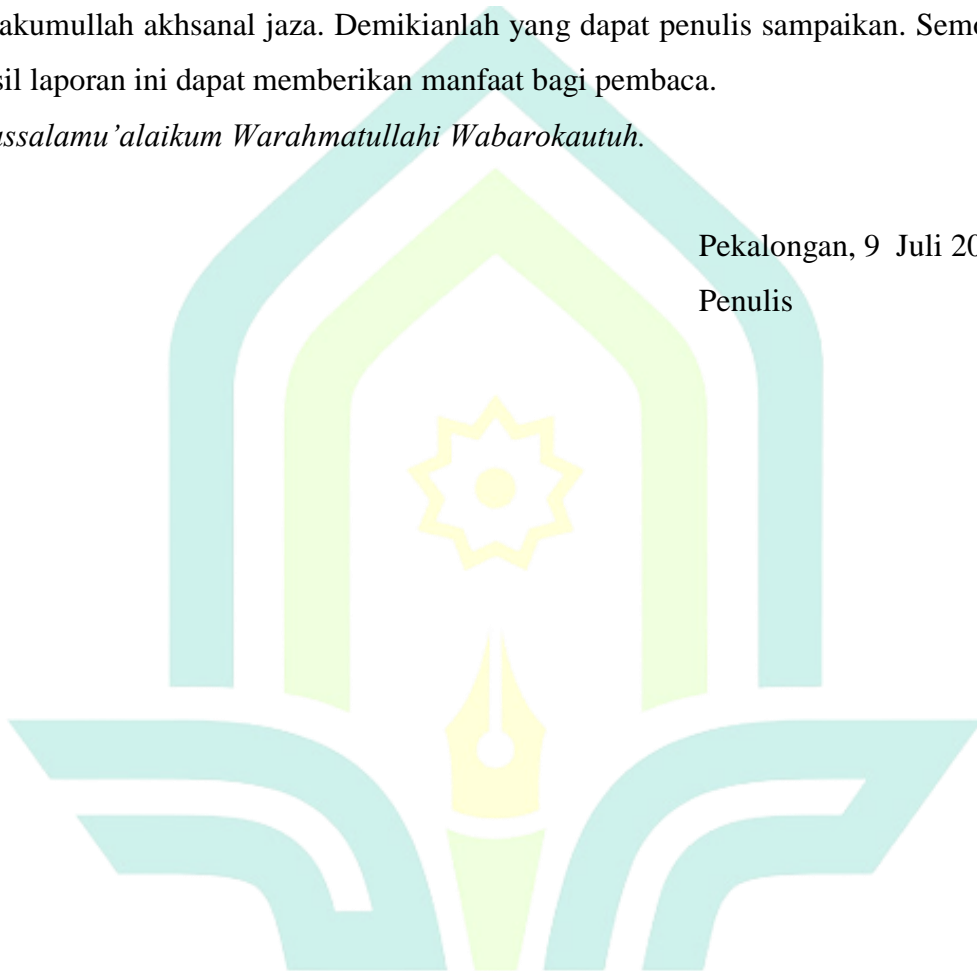 akumullah akhsanal jaza. Demikianlah yang dapat penulis sampaikan. Sem
sil laporan ini dapat memberikan manfaat bagi pembaca.
ssalamu’alaikum Warahmatullahi Wabarokautuh.
Pekalongan, 9 Juli 20
Penulis